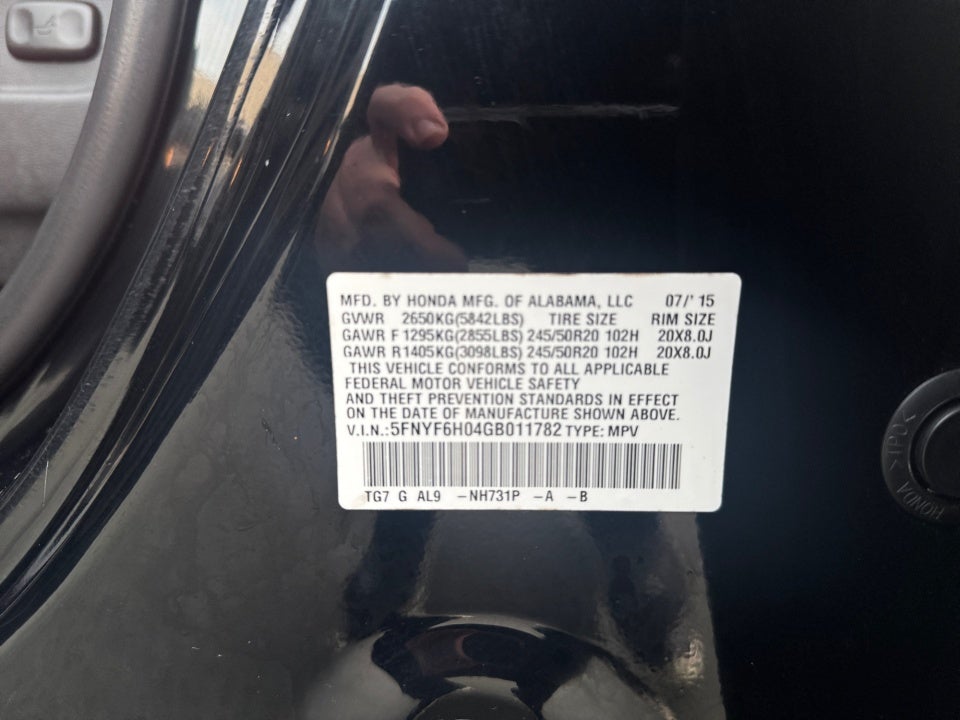 MFD. BY HONDA MFG. OF ALABAMA, LLC 07/' 15
GVWR 2650KG(5842LBS) TIRE SIZE RIM SIZE
GAWR F 1295KG(2855LBS) 245/50R20 102H 20X8.0J
GAWR R1405KG(3098LBS) 245/50R20 102H 20X8.0J
THIS VEHICLE CONFORMS TO ALL APPLICABLE
FEDERAL MOTOR VEHICLE SAFETY
AND THEFT PREVENTION STANDARDS IN EFFECT
ON THE DATE OF MANUFACTURE SHOWN ABOVE.
V.I.N.:5FNYF6H04GB011782 TYPE: MPV
TG7 G AL9 -NH731P -A -B
>TPO<
HONDA